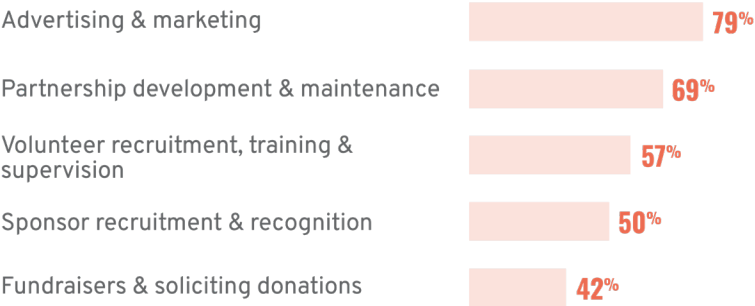 Advertising & marketing 79%
Partnership development & maintenance 69%
Volunteer recruitment, training &
supervision 57%
Sponsor recruitment & recognition 50%
Fundraisers & soliciting donations 42%